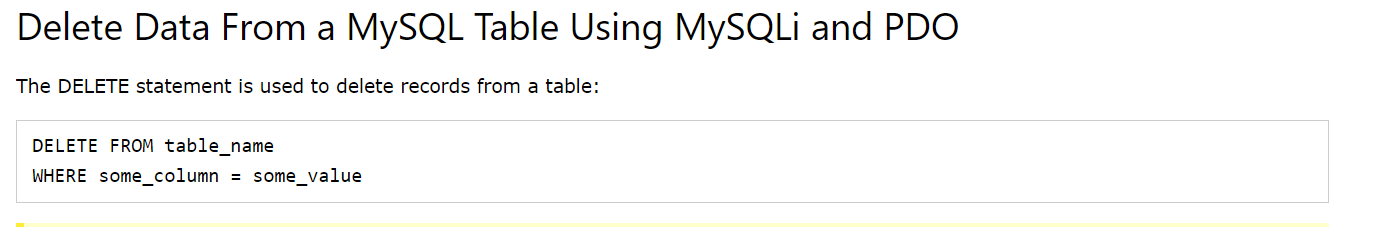 Delete Data From a MySQL Table Using MySQLi and PDO
The DELETE statement is used to delete records from a table:
DELETE FROM table_name
WHERE some_column = some_value